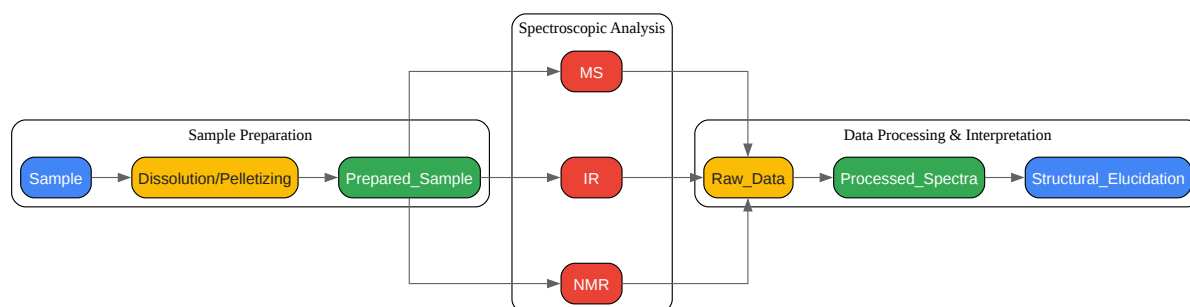 Spectroscopic Analysis
MS
Sample Preparation
Data Processing & Interpretation
Sample
Dissolution/Pelletizing
Prepared_Sample
IR
Raw_Data
Processed_Spectra
Structural_Elucidation
NMR